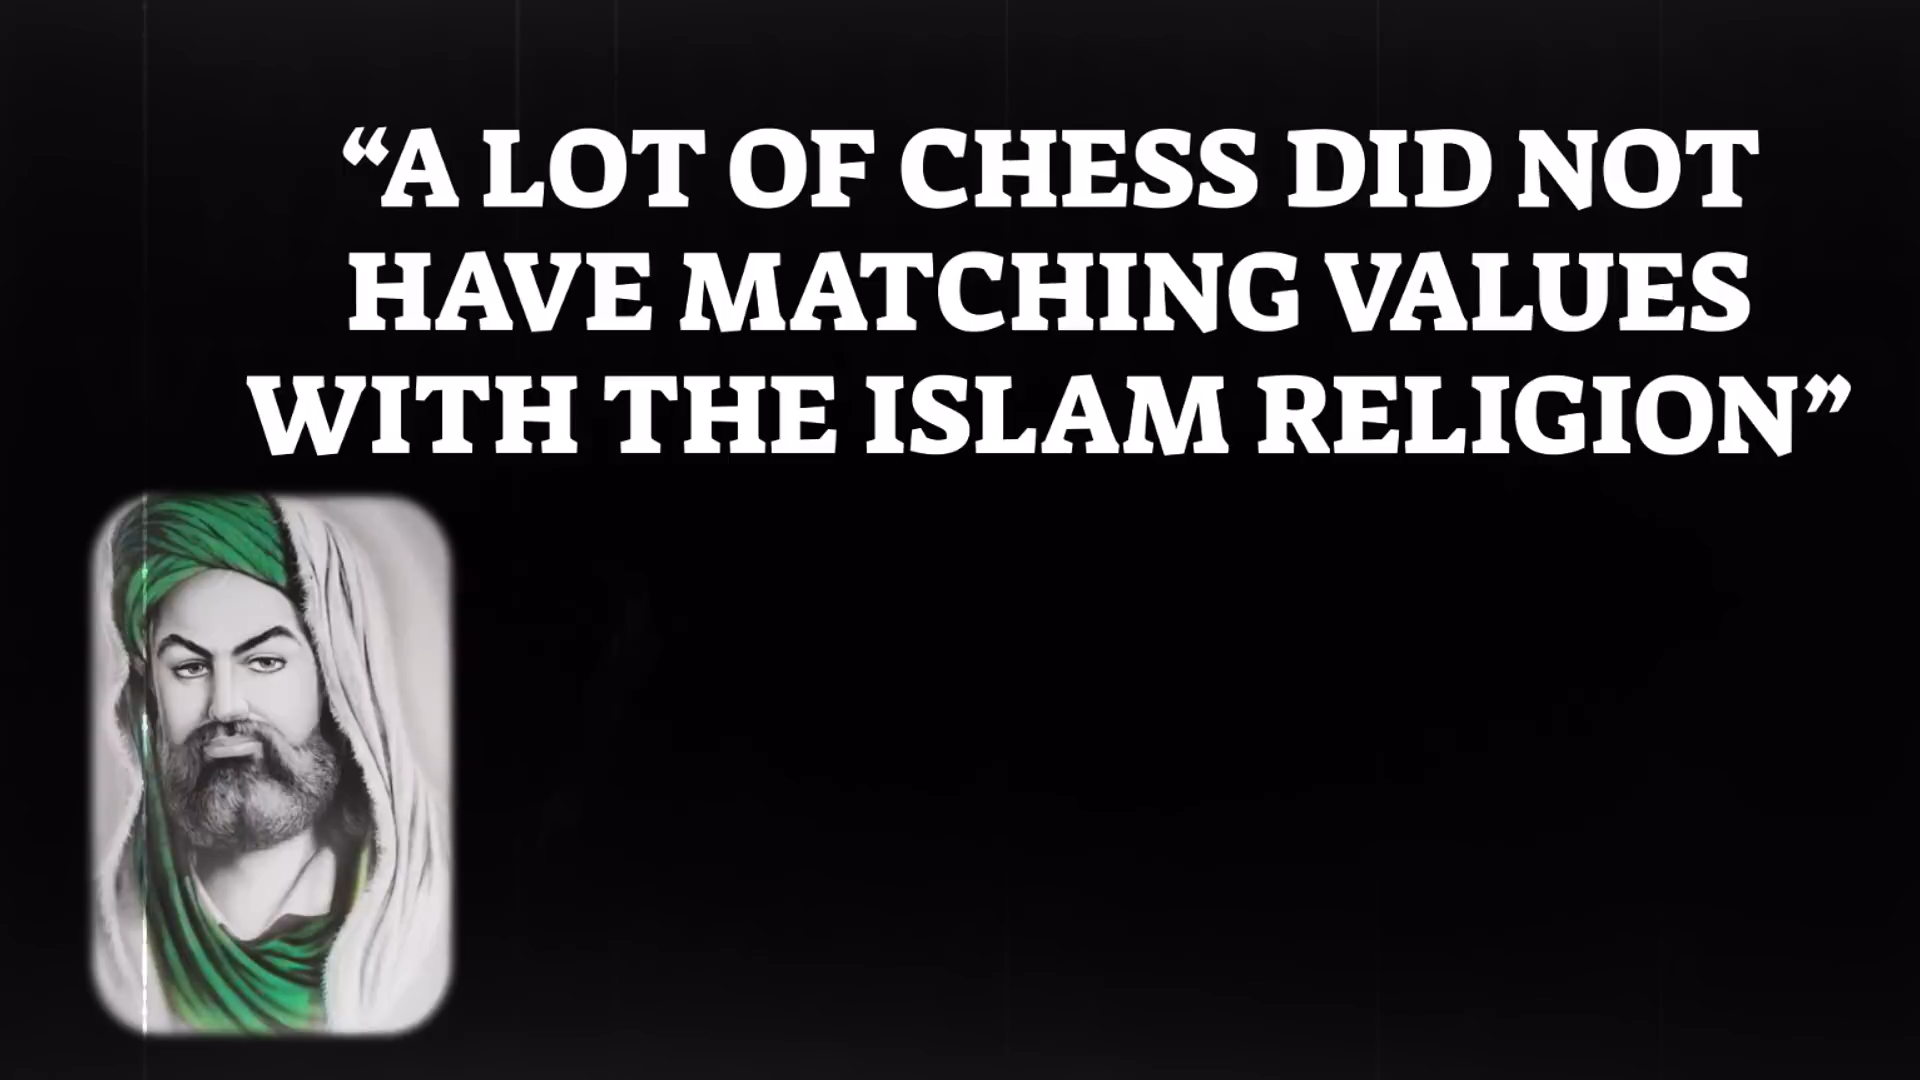 “A LOT OF CHESS DID NOT
HAVE MATCHING VALUES
WITH THE ISLAM RELIGION”